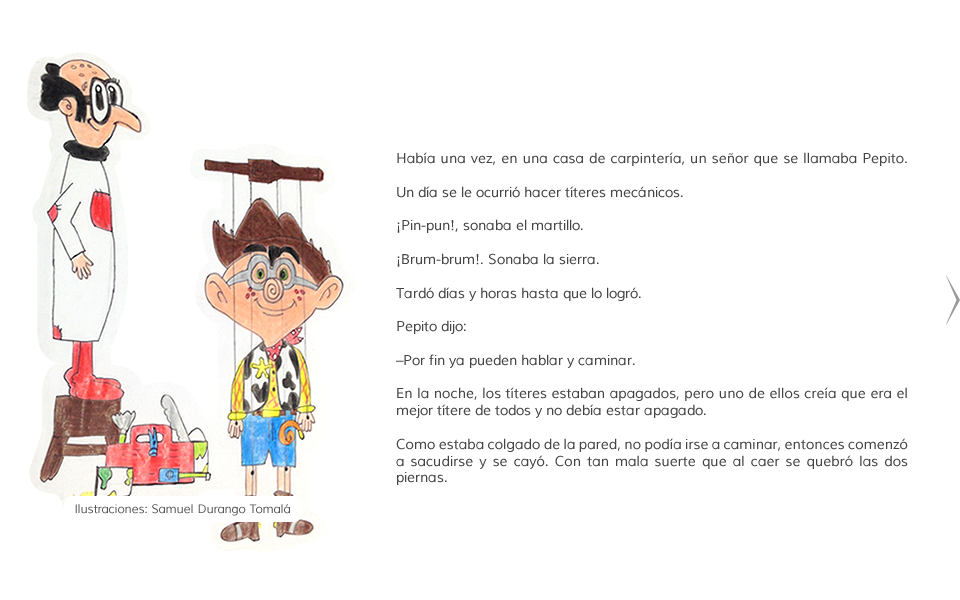 Había una vez, en una casa de carpintería, un señor que se llamaba Pepito.
Un día se le ocurrió hacer títeres mecánicos.
¡Pin-pun!, sonaba el martillo.
¡Brum-brum!. Sonaba la sierra.
Tardó días y horas hasta que lo logró.
Pepito dijo:
–Por fin ya pueden hablar y caminar.
En la noche, los títeres estaban apagados, pero uno de ellos creía que era el
mejor títere de todos y no debía estar apagado.
Como estaba colgado de la pared, no podía irse a caminar, entonces comenzó
a sacudirse y se cayó. Con tan mala suerte que al caer se quebró las dos
piernas.
Ilustraciones: Samuel Durango Tomalá